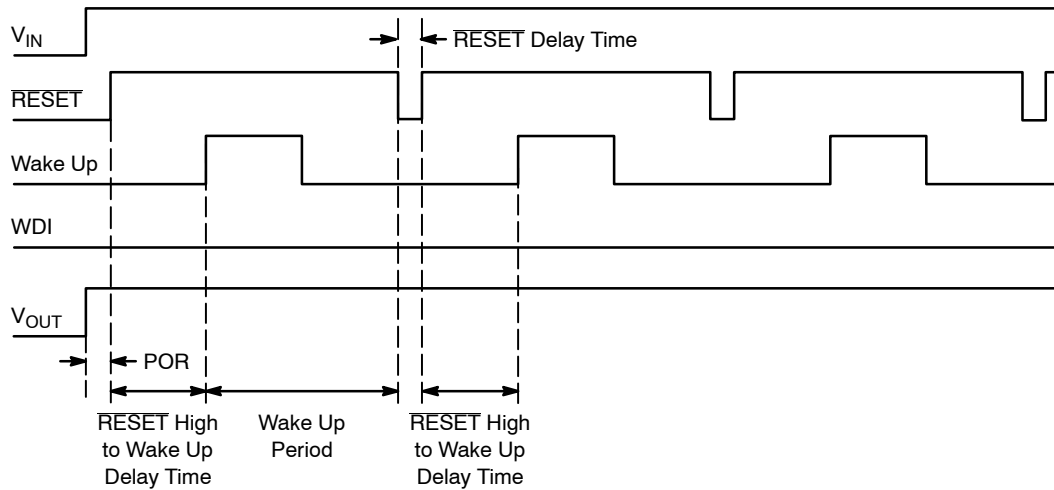 V_IN
RESET Delay Time
RESET
Wake Up
WDI
V_OUT
POR
RESET High
to Wake Up
Delay Time
Wake Up
Period
RESET High
to Wake Up
Delay Time